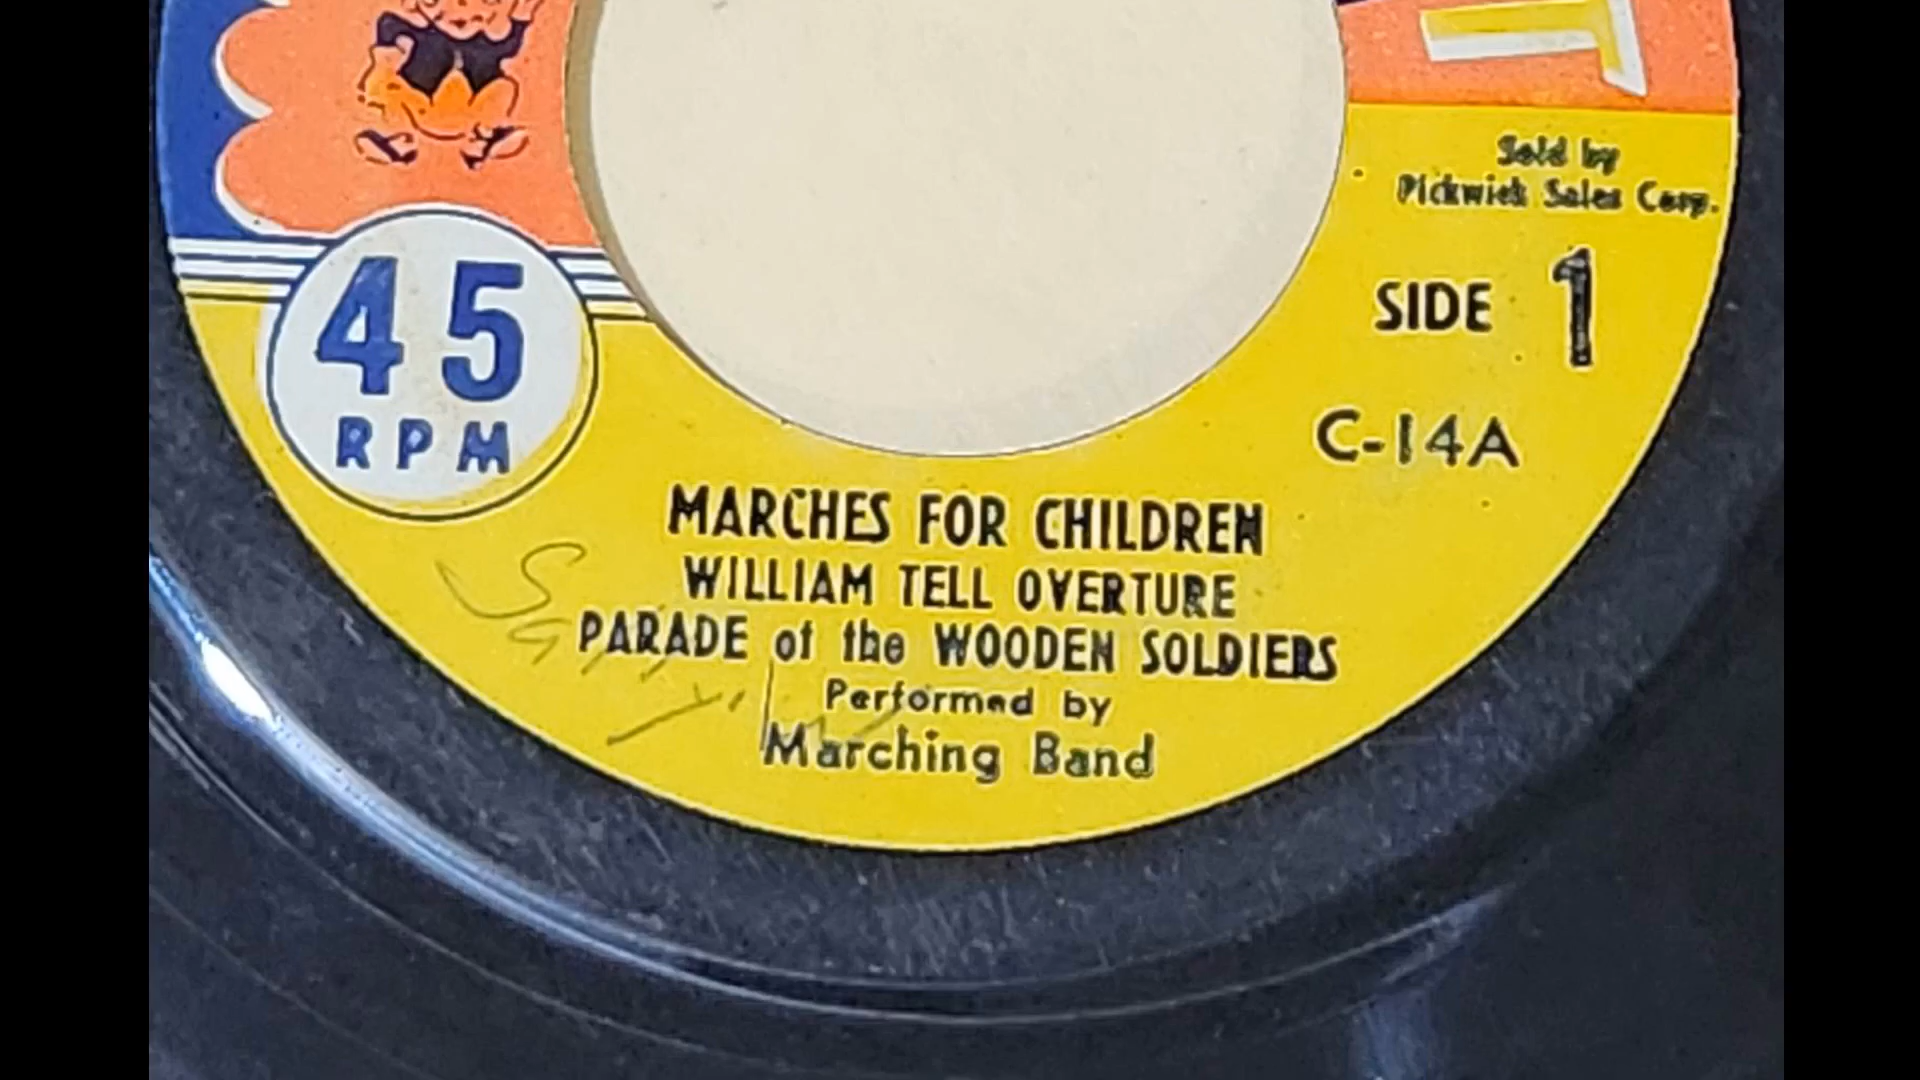 T
Sold by
Pickwick Sales Corp.
SIDE 1
45
RPM
C-14A
MARCHES FOR CHILDREN
WILLIAM TELL OVERTURE
PARADE of the WOODEN SOLDIERS
Performed by
Marching Band